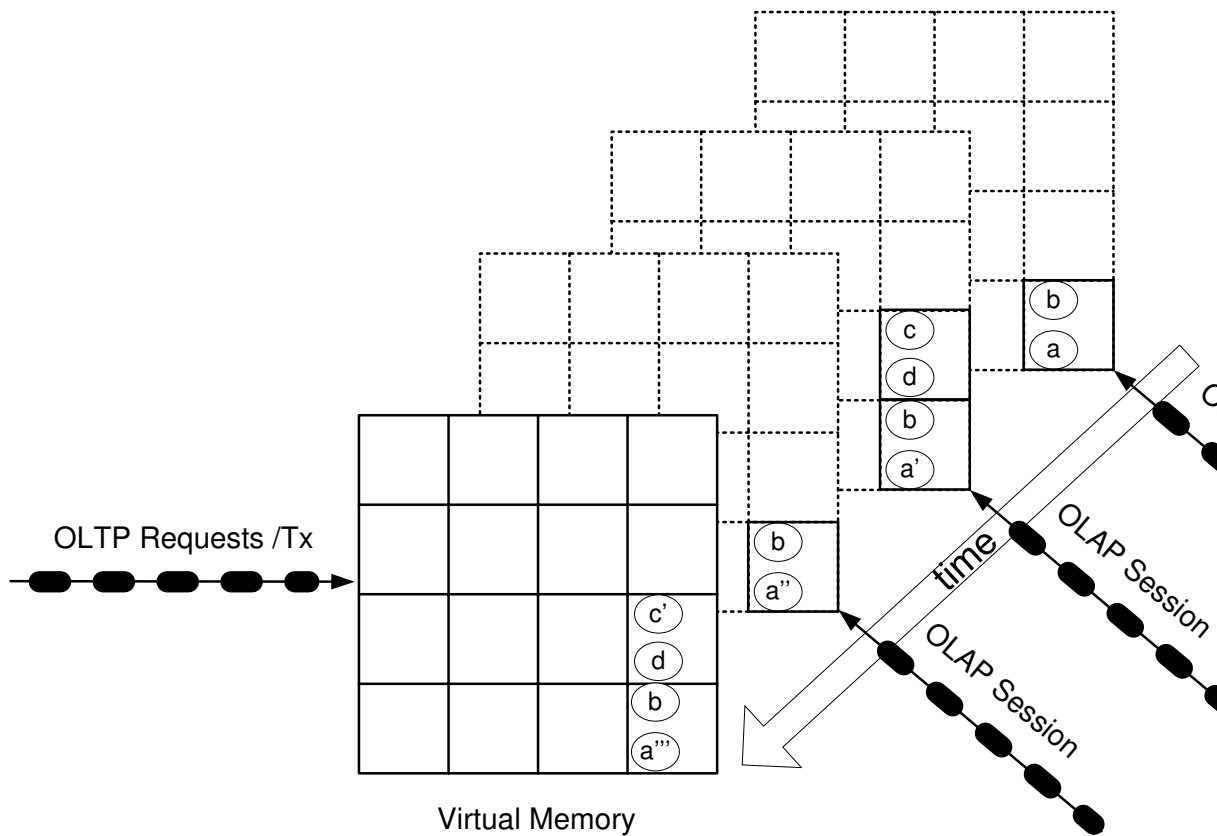 b
a
c
d
b
a'
OLTP Requests /Tx
b
a''
time
OLAP Session
c'
d
b
a'''
OLAP Session
Virtual Memory